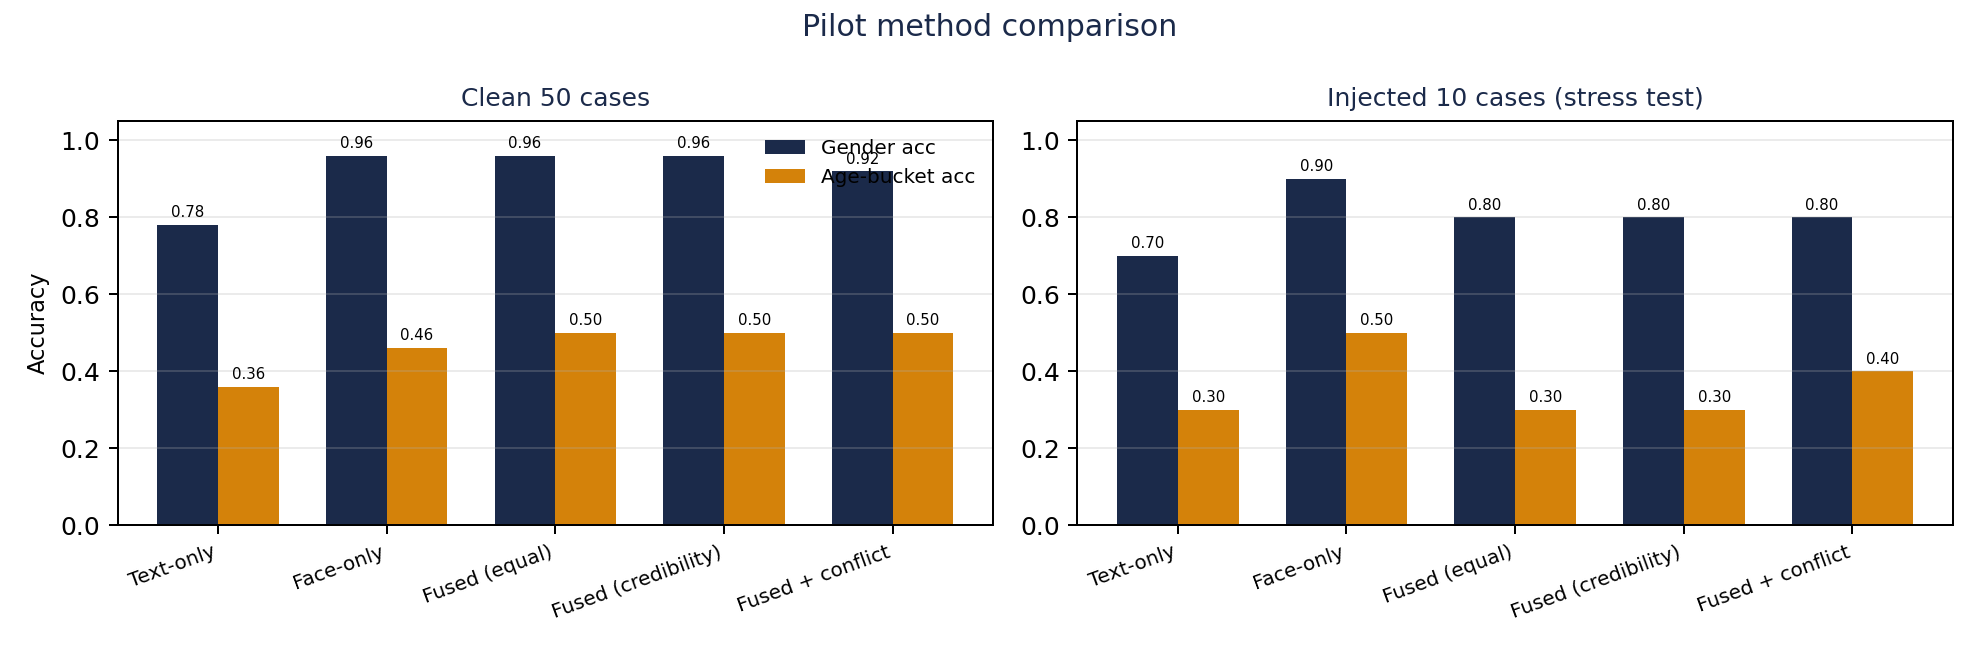 Pilot method comparison
Clean 50 cases
Accuracy
1.0
0.8
0.6
0.4
0.2
0.0
0.78
0.36
0.96
0.46
0.96
0.50
0.96
0.50
0.92
0.50
Gender acc
Age-bucket acc
Text-only
Face-only
Fused (equal)
Fused (credibility)
Fused + conflict
Injected 10 cases (stress test)
1.0
0.8
0.6
0.4
0.2
0.0
0.70
0.30
0.90
0.50
0.80
0.30
0.80
0.30
0.80
0.40
Text-only
Face-only
Fused (equal)
Fused (credibility)
Fused + conflict